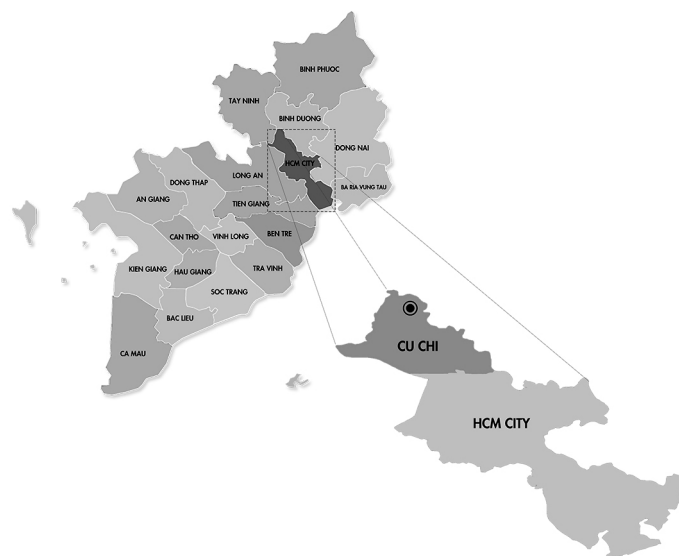 BINH PHUOC
TAY NINH
BINH DUONG
DONG NAI
HCM CITY
LONG AN
DONG THAP
BA RIA VUNG TAU
AN GIANG
TIEN GIANG
BEN TRE
CAN THO
VINH LONG
KIEN GIANG
HAU GIANG
TRA VINH
SOC TRANG
BAC LIEU
CA MAU
CU CHI
HCM CITY